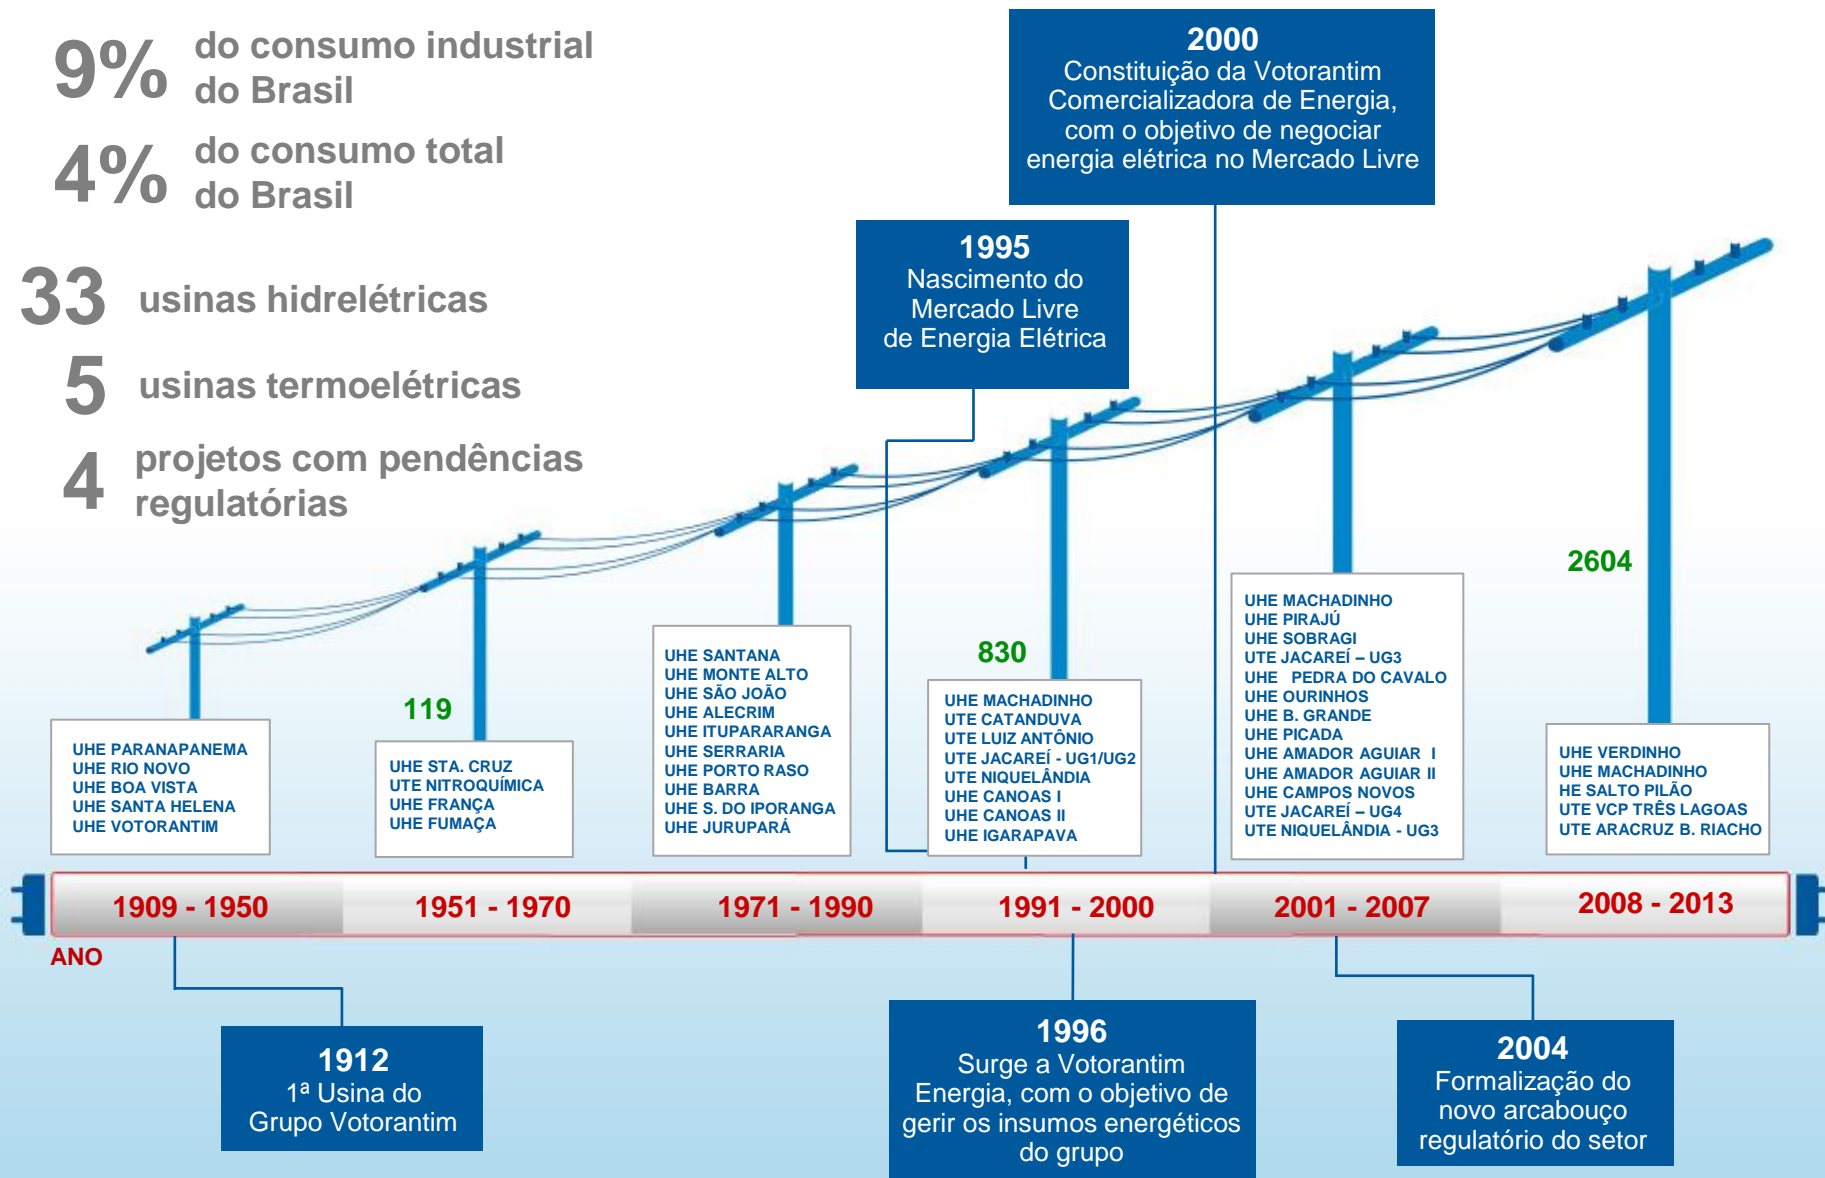 9%
do consumo industrial
do Brasil
4%
do consumo total
do Brasil
33
usinas hidrelétricas
5
usinas termoelétricas
4
projetos com pendências
regulatórias
2000
Constituição da Votorantim
Comercializadora de Energia,
com o objetivo de negociar
energia elétrica no Mercado Livre
1995
Nascimento do
Mercado Livre
de Energia Elétrica
UHE PARANAPANEMA
UHE RIO NOVO
UHE BOA VISTA
UHE SANTA HELENA
UHE VOTORANTIM
119
UHE STA. CRUZ
UTE NITROQUÍMICA
UHE FRANÇA
UHE FUMAÇA
UHE SANTANA
UHE MONTE ALTO
UHE SÃO JOÃO
UHE ALECRIM
UHE ITUPARARANGA
UHE SERRARIA
UHE PORTO RASO
UHE BARRA
UHE S. DO IPORANGA
UHE JURUPARÁ
830
UHE MACHADINHO
UTE CATANDUVA
UTE LUIZ ANTÔNIO
UTE JACAREÍ - UG1/UG2
UTE NIQUELÂNDIA
UHE CANOAS I
UHE CANOAS II
UHE IGARAPAVA
UHE MACHADINHO
UHE PIRAJÚ
UHE SOBRAGI
UTE JACAREÍ – UG3
UHE PEDRA DO CAVALO
UHE OURINHOS
UHE B. GRANDE
UHE PICADA
UHE AMADOR AGUIAR I
UHE AMADOR AGUIAR II
UHE CAMPOS NOVOS
UTE JACAREÍ – UG4
UTE NIQUELÂNDIA - UG3
2604
UHE VERDINHO
UHE MACHADINHO
HE SALTO PILÃO
UTE VCP TRÊS LAGOAS
UTE ARACRUZ B. RIACHO
1909 - 1950
1951 - 1970
1971 - 1990
1991 - 2000
2001 - 2007
2008 - 2013
ANO
1912
1ª Usina do
Grupo Votorantim
1996
Surge a Votorantim
Energia, com o objetivo de
gerir os insumos energéticos
do grupo
2004
Formalização do
novo arcabouço
regulatório do setor